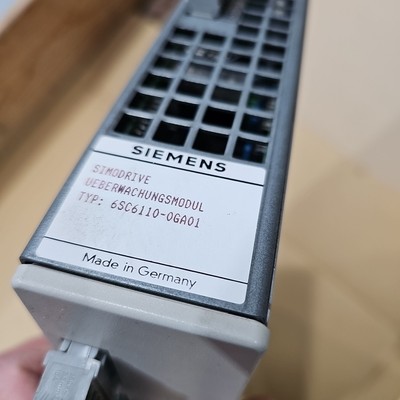 SIEMENS
SIMODRIVE
UEBERWACHUNGSMODUL
TYP: 6SC6110-0GA01
Made in Germany